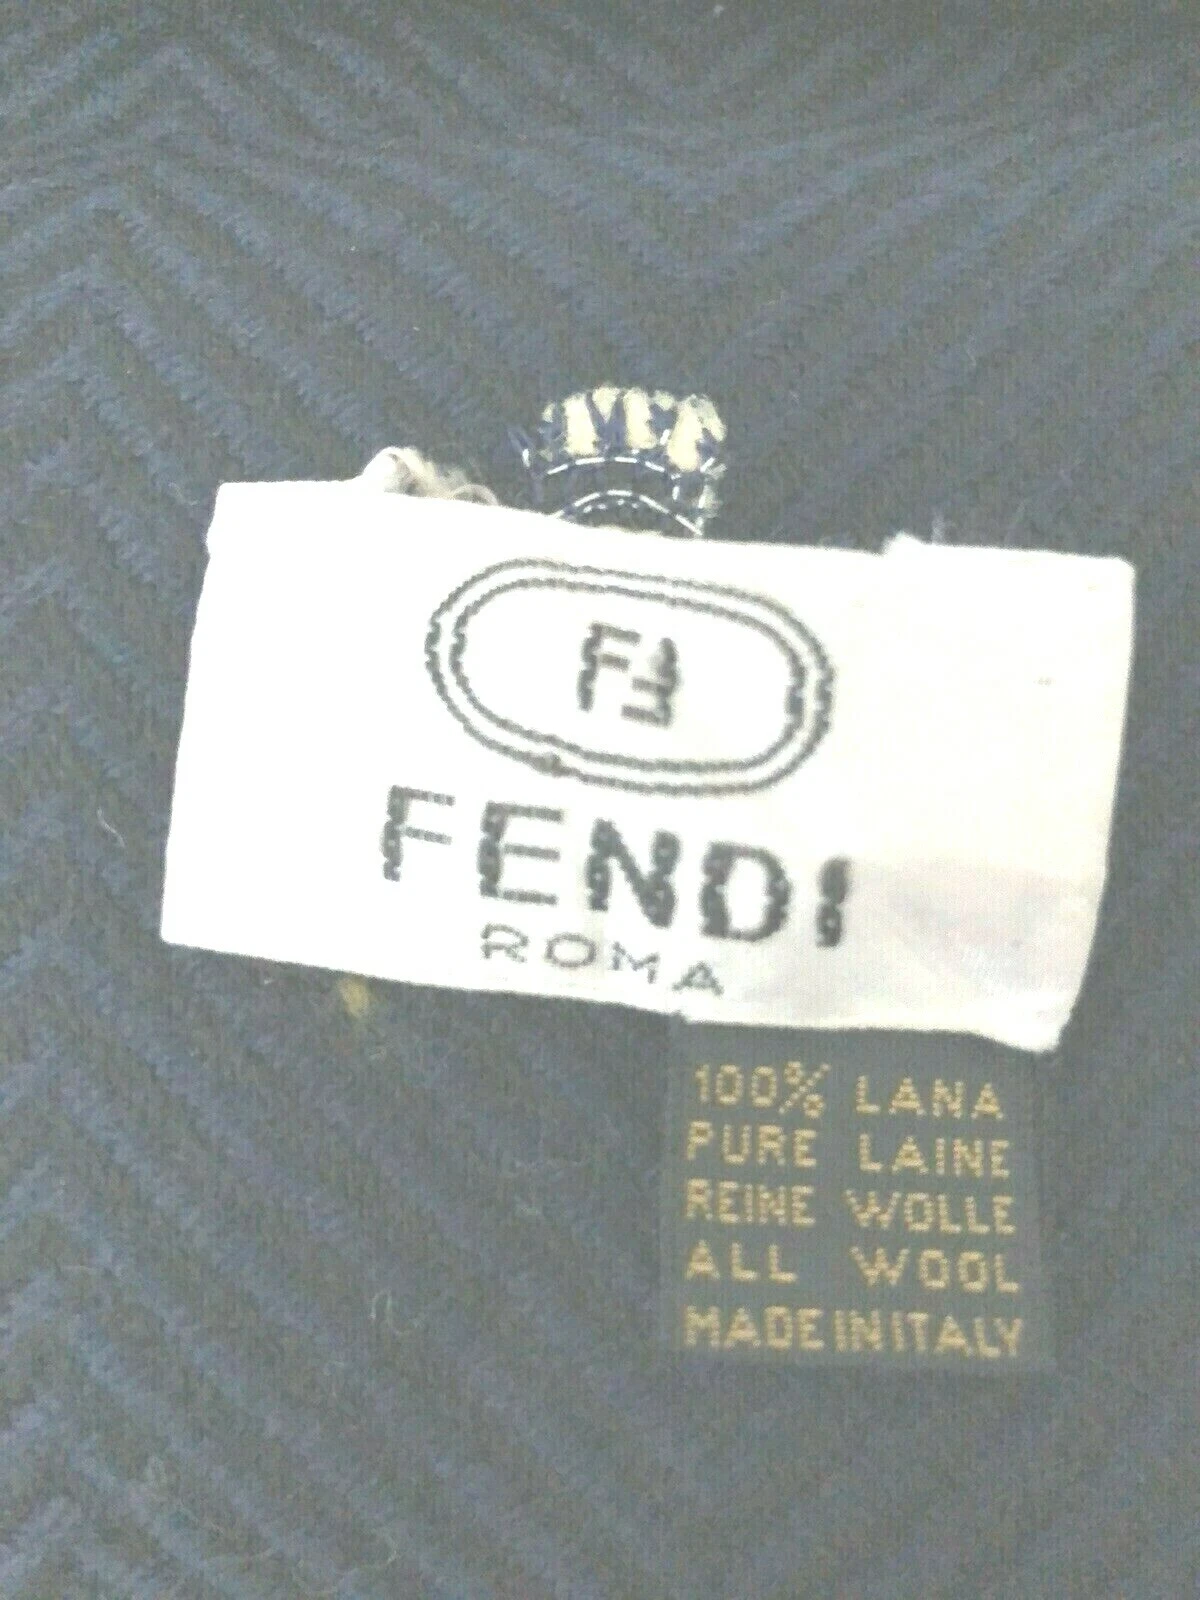 FF
FENDI
ROMA
100% LANA
PURE LAINE
REINE WOLLE
ALL WOOL
MADE IN ITALY